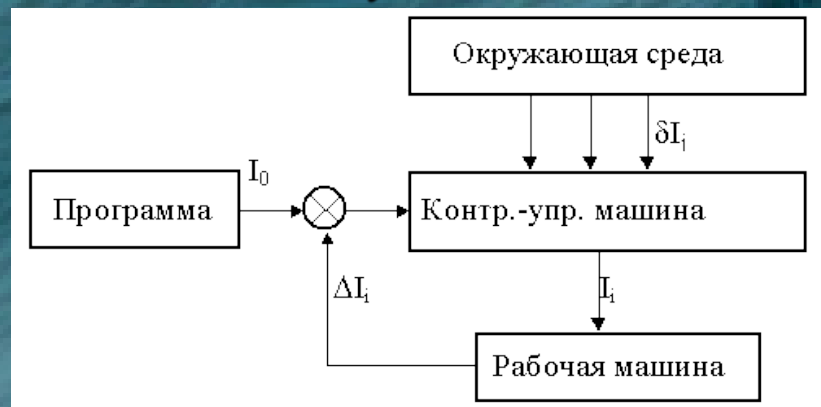 Окружающая среда
δI₁
I₀
Программа
Контр.-упр. машина
ΔIᵢ
Iᵢ
Рабочая машина